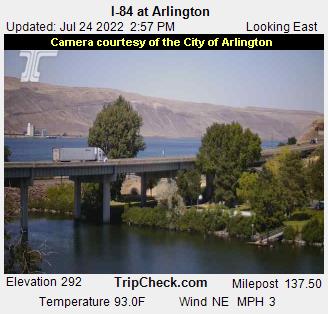 I-84 at Arlington
Updated: Jul 24 2022 2:57 PM Looking East
Camera courtesy of the City of Arlington
Elevation 292 TripCheck.com Milepost 137.50
Temperature 93.0F Wind NE MPH 3